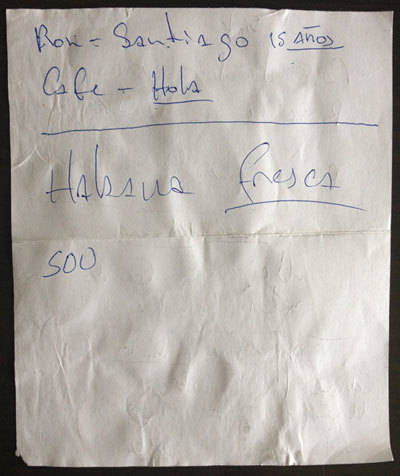 Ron - Santiago 15 años
Cafe - Hola
Habana fresca
500